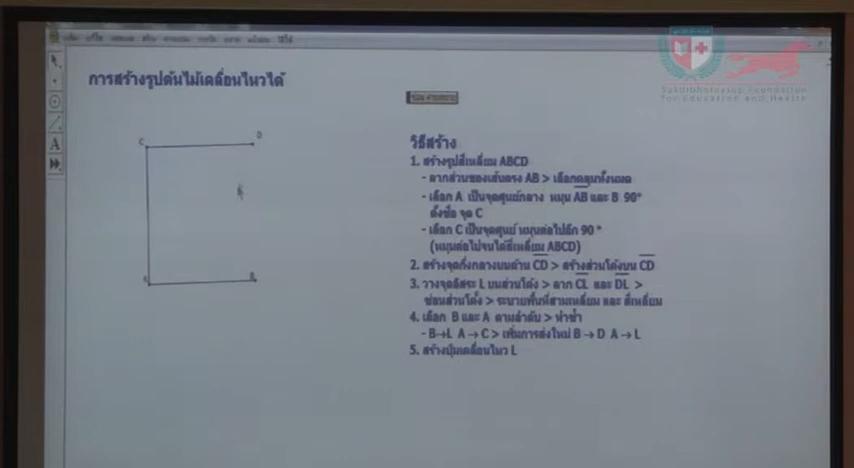 การสร้างรูปต้นไม้เคลื่อนไหวได้
Sukdibhotaysup Foundation
For Education and Health
C
D
A
B
วิธีสร้าง
1. สร้างรูปสี่เหลี่ยม ABCD
- ลากส่วนของเส้นตรง AB > เลือกคลุมทั้งหมด
- เลือก A เป็นจุดศูนย์กลาง หมุน AB และ B 90°
ตั้งชื่อ จุด C
- เลือก C เป็นจุดศูนย์ หมุนต่อไปอีก 90 °
(หมุนต่อไปจนได้สี่เหลี่ยม ABCD)
2. สร้างจุดกึ่งกลางบนด้าน CD > สร้างส่วนโค้งบน CD
3. วางจุดอิสระ L บนส่วนโค้ง > ลาก CL และ DL >
ซ่อนส่วนโค้ง > ระบายพื้นที่สามเหลี่ยม และ สี่เหลี่ยม
4. เลือก B และ A ตามลำดับ > ทำซ้ำ
- B→L A → C > เพิ่มการส่งใหม่ B → D A → L
5. สร้างปุ่มเคลื่อนไหว L